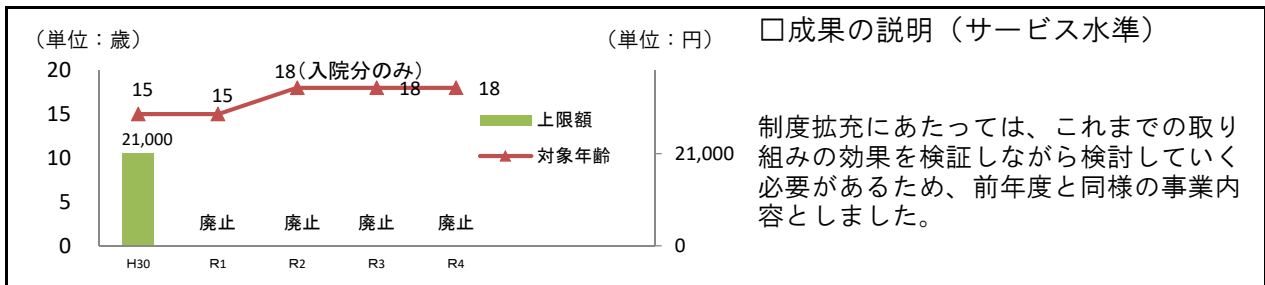 （単位：歳）
（単位：円）
20
15
10
5
0
15
15
18（入院分のみ）
18
18
21,000
廃止
廃止
廃止
廃止
上限額
対象年齢
21,000
0
H30
R1
R2
R3
R4
□成果の説明（サービス水準）
制度拡充にあたっては、これまでの取り
組みの効果を検証しながら検討していく
必要があるため、前年度と同様の事業内
容としました。